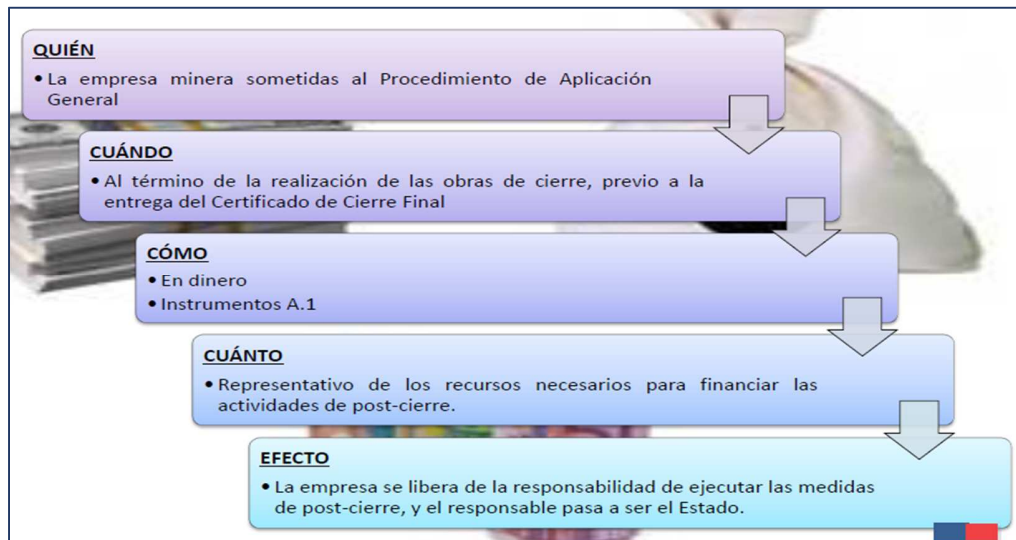 QUIÉN
• La empresa minera sometidas al Procedimiento de Aplicación
General
CUÁNDO
• Al término de la realización de las obras de cierre, previo a la
entrega del Certificado de Cierre Final
CÓMO
• En dinero
• Instrumentos A.1
CUÁNTO
• Representativo de los recursos necesarios para financiar las
actividades de post-cierre.
EFECTO
• La empresa se libera de la responsabilidad de ejecutar las medidas
de post-cierre, y el responsable pasa a ser el Estado.